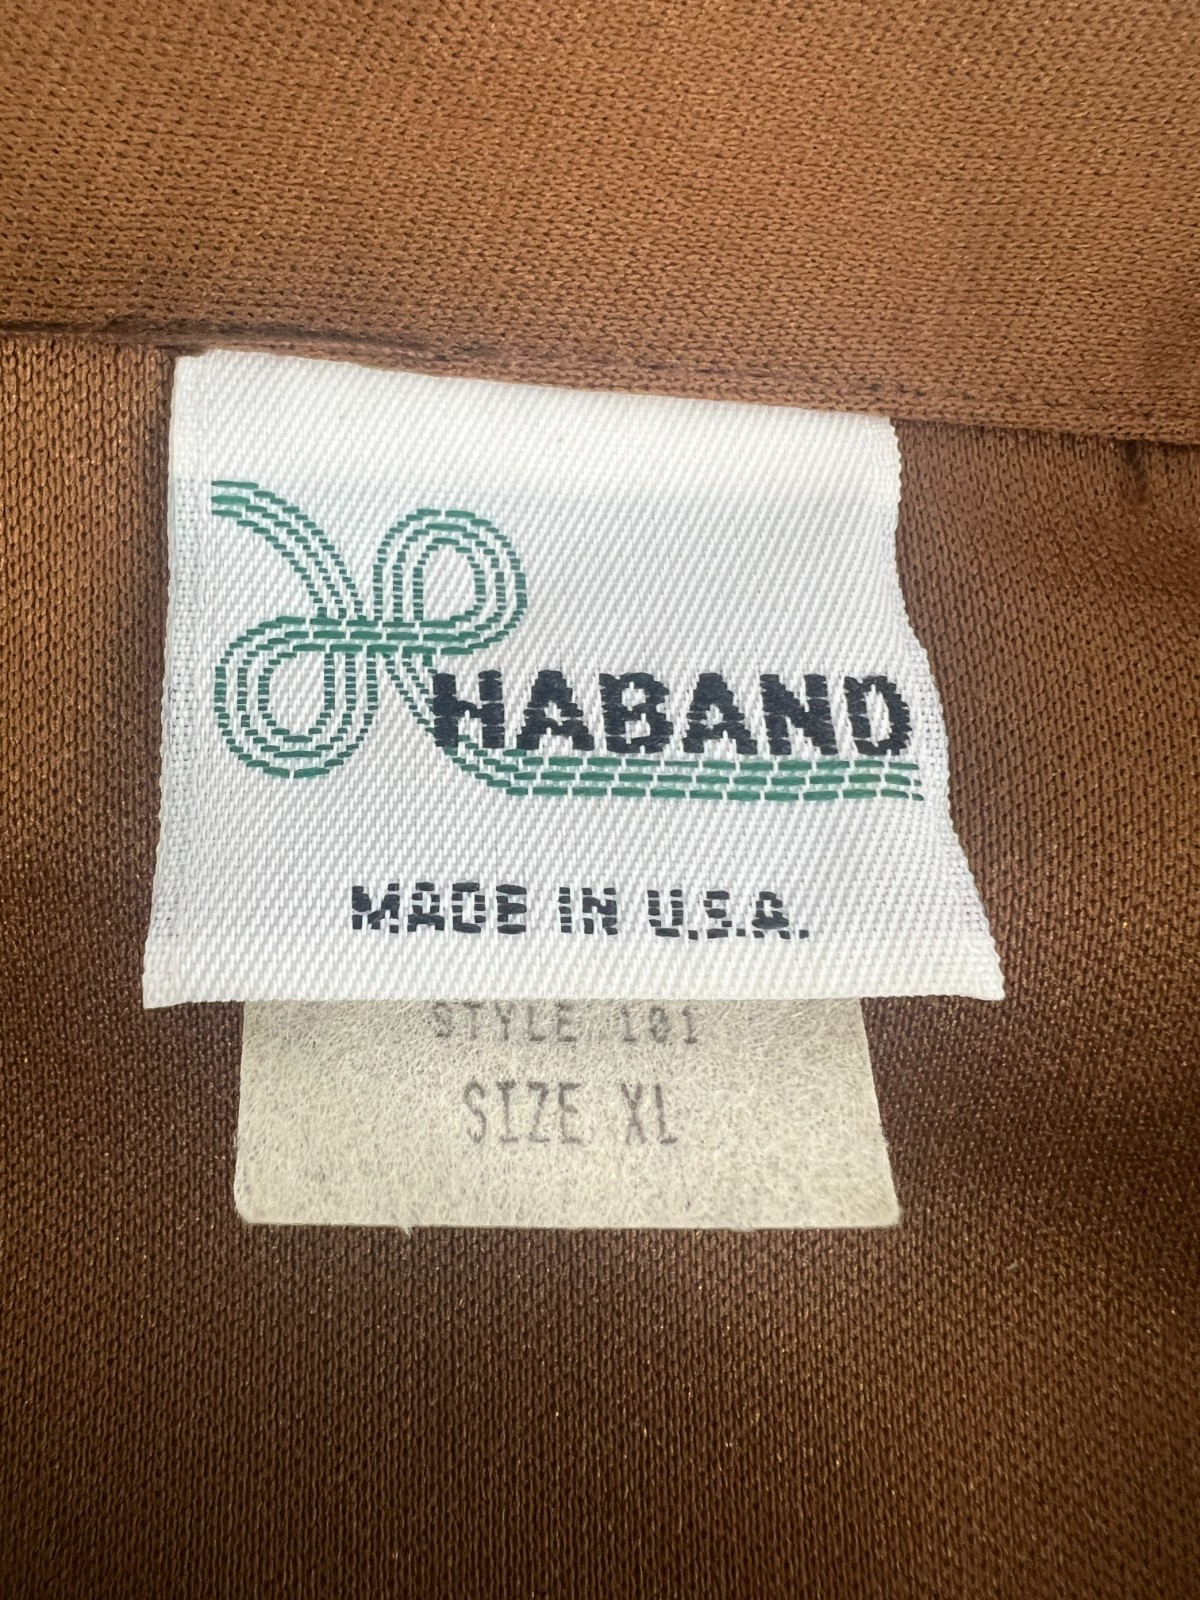 HABAND
MADE IN U.S.A.
STYLE 101
SIZE XL